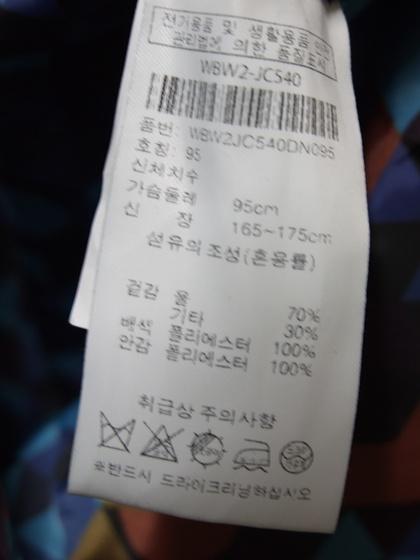 전기용품 및 생활용품 안전
관리법에 의한 품질표시
WBW2-JC540
품번: WBW2JC540DN095
호칭: 95
신체치수
가슴둘레 95cm
신 장 165~175cm
섬유의 조성(혼용률)
겉감 울 70%
기타 30%
배색 폴리에스터 100%
안감 폴리에스터 100%
취급상 주의사항
※반드시 드라이크리닝하십시오